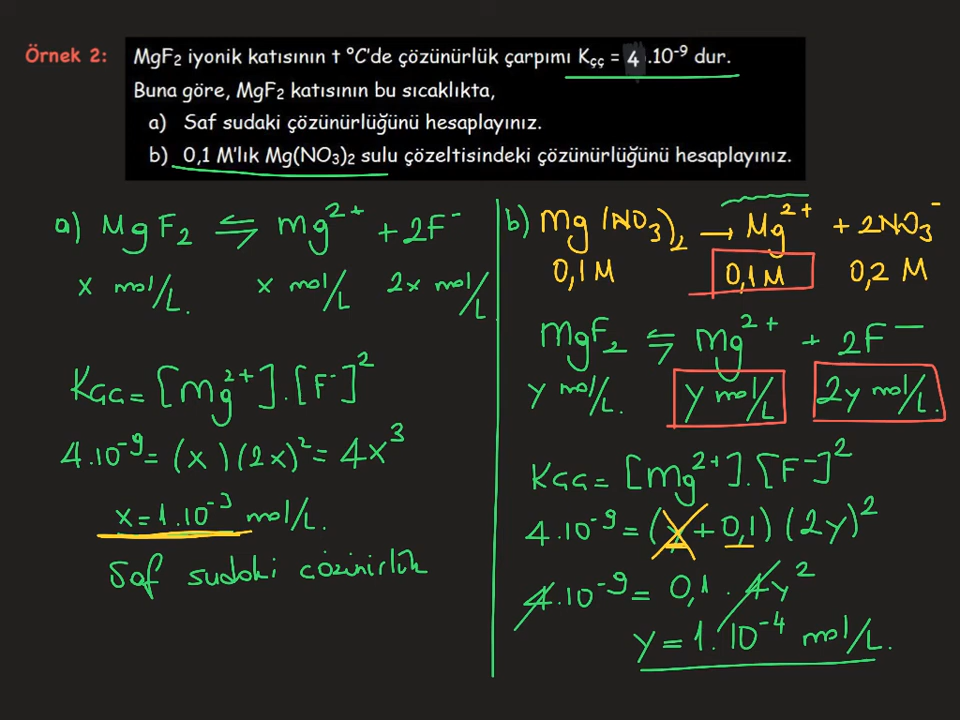 Örnek 2:
MgF₂ iyonik katısının t °C'de çözünürlük çarpımı Kçç = 4.10⁻⁹ dur.
Buna göre, MgF₂ katısının bu sıcaklıkta,
a) Saf sudaki çözünürlüğünü hesaplayınız.
b) 0,1 M'lık Mg(NO₃)₂ sulu çözeltisindeki çözünürlüğünü hesaplayınız.
a) MgF₂ ⇌ mg²⁺ + 2F⁻
x mol/L. x mol/L 2x mol/L
KGG = [Mg²⁺].[F⁻]²
4.10⁻⁹ = (x)(2x)² = 4x³
x = 1.10⁻³ mol/L.
Saf sudaki çözünürlük
b) Mg(NO₃)₂ → Mg²⁺ + 2NO₃⁻
0,1 M 0,1 M 0,2 M
MgF₂ ⇌ Mg²⁺ + 2F⁻
y mol/L. y mol/L 2y mol/L.
KGG = [Mg²⁺].[F⁻]²
4.10⁻⁹ = (y + 0,1)(2y)²
4.10⁻⁹ = 0,1 . 4y²
y = 1.10⁻⁴ mol/L.